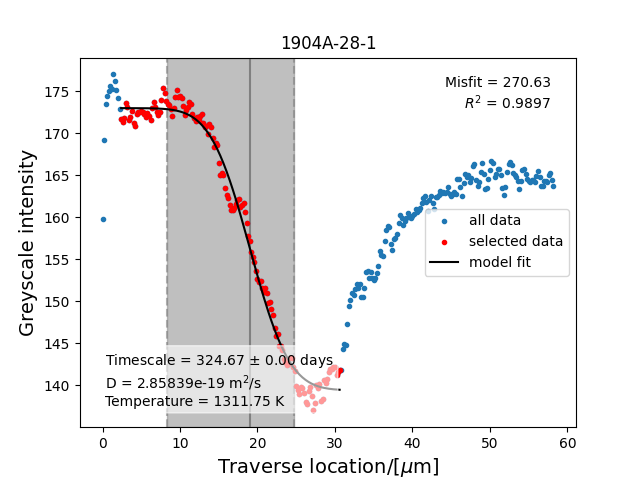 1904A-28-1
Misfit = 270.63
R² = 0.9897
175
170
165
160
155
150
145
140
Greyscale intensity
all data
selected data
model fit
Timescale = 324.67 ± 0.00 days
D = 2.85839e-19 m²/s
Temperature = 1311.75 K
0 10 20 30 40 50 60
Traverse location/[μm]